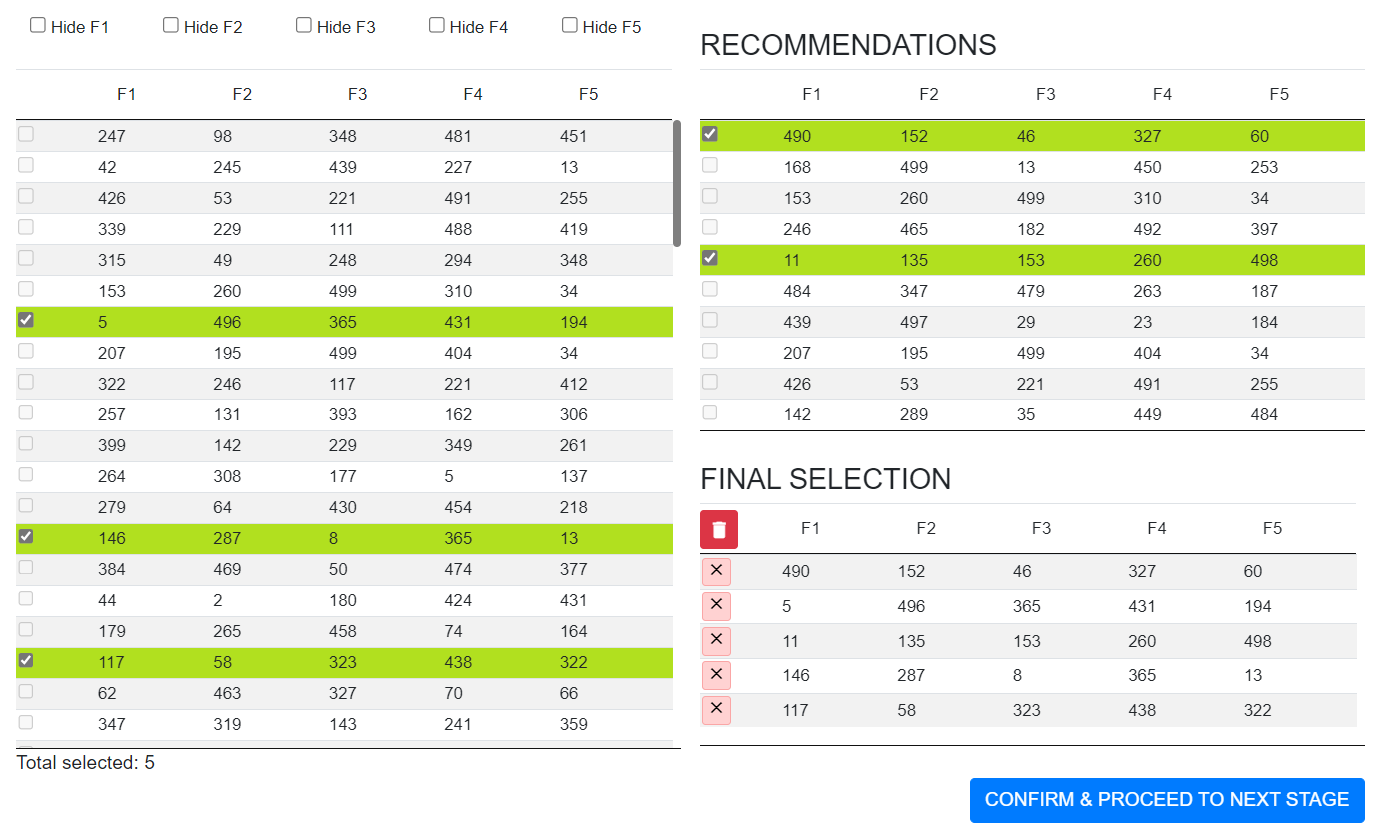 Hide F1 Hide F2 Hide F3 Hide F4 Hide F5
F1 F2 F3 F4 F5
247 98 348 481 451
42 245 439 227 13
426 53 221 491 255
339 229 111 488 419
315 49 248 294 348
153 260 499 310 34
5 496 365 431 194
207 195 499 404 34
322 246 117 221 412
257 131 393 162 306
399 142 229 349 261
264 308 177 5 137
279 64 430 454 218
146 287 8 365 13
384 469 50 474 377
44 2 180 424 431
179 265 458 74 164
117 58 323 438 322
62 463 327 70 66
347 319 143 241 359
Total selected: 5
RECOMMENDATIONS
F1 F2 F3 F4 F5
490 152 46 327 60
168 499 13 450 253
153 260 499 310 34
246 465 182 492 397
11 135 153 260 498
484 347 479 263 187
439 497 29 23 184
207 195 499 404 34
426 53 221 491 255
142 289 35 449 484
FINAL SELECTION
F1 F2 F3 F4 F5
490 152 46 327 60
5 496 365 431 194
11 135 153 260 498
146 287 8 365 13
117 58 323 438 322
CONFIRM & PROCEED TO NEXT STAGE